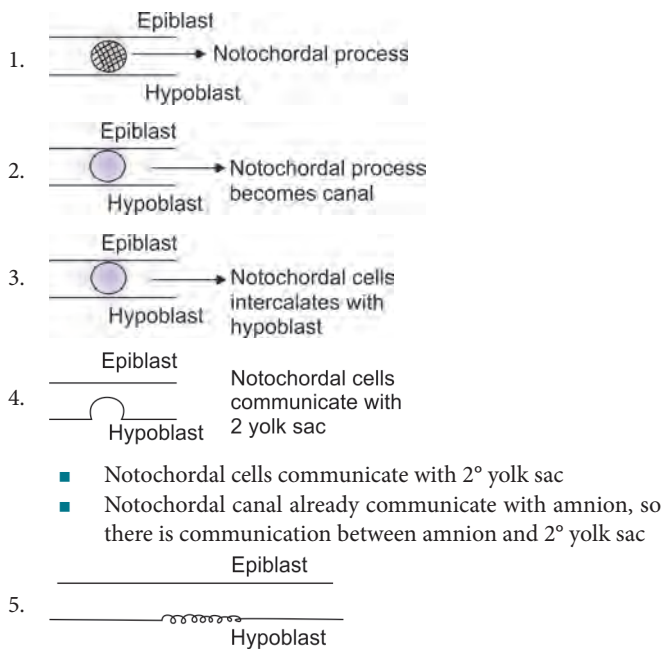 Epiblast
1. Notochordal process
Hypoblast
Epiblast
2. Notochordal process
becomes canal
Hypoblast
Epiblast
3. Notochordal cells
intercalates with
hypoblast
Hypoblast
Epiblast
4. Notochordal cells
communicate with
2 yolk sac
Hypoblast
■ Notochordal cells communicate with 2° yolk sac
■ Notochordal canal already communicate with amnion, so
there is communication between amnion and 2° yolk sac
Epiblast
5.
Hypoblast